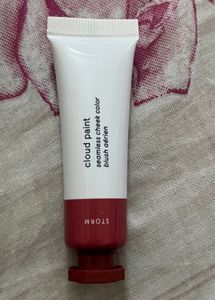 cloud paint
seamless cheek color
blush aérien
STORM